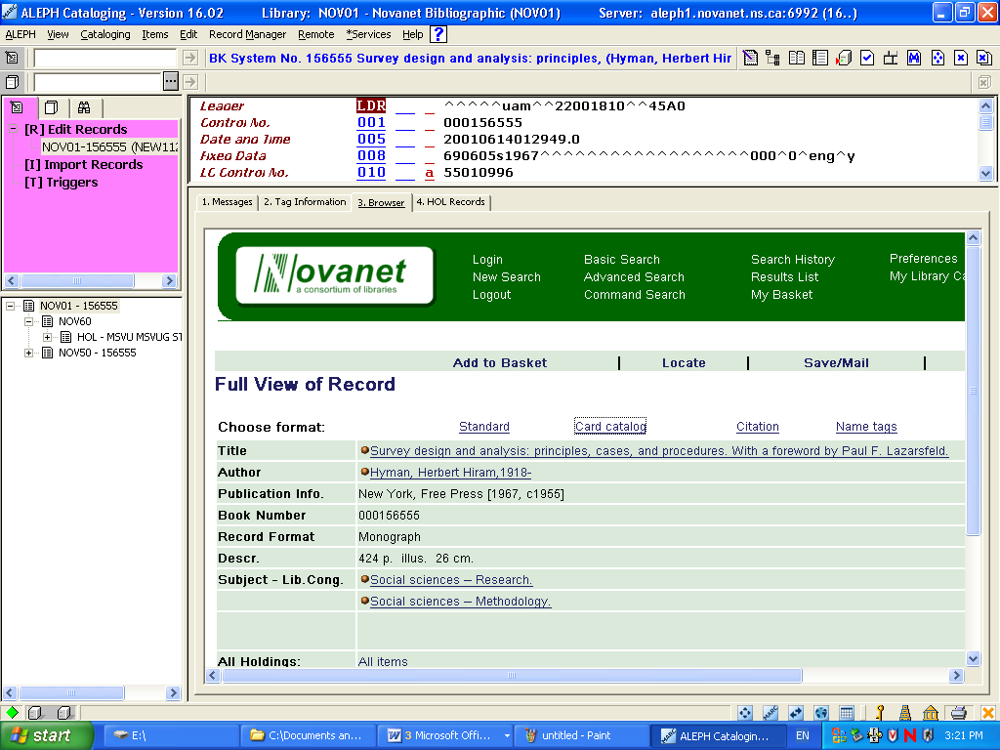 ALEPH Cataloging - Version 16.02 Library: NOV01 - Novanet Bibliographic (NOV01) Server: aleph1.novanet.ns.ca:6992 (16..)
ALEPH View Cataloging Items Edit Record Manager Remote *Services Help ?
BK System No. 156555 Survey design and analysis: principles, (Hyman, Herbert Hir
Leader LDR ^^^^^uam^^22001810^^45A0
Control No. 001 000156555
Date and Time 005 20010614012949.0
Fixed Data 008 690605s1967^^^^^^^^^^^^^^^^^^000^0^eng^y
LC Control No. 010 a 55010996
[R] Edit Records
NOV01-156555 (NEW112
[I] Import Records
[T] Triggers
1. Messages 2. Tag Information 3. Browser 4. HOL Records
Novanet
a consortium of libraries
Login Basic Search Search History Preferences
New Search Advanced Search Results List My Library Ca
Logout Command Search My Basket
NOV01 - 156555
NOV60
HOL - MSVU MSVUG ST
NOV50 - 156555
Add to Basket | Locate | Save/Mail |
Full View of Record
Choose format: Standard Card catalog Citation Name tags
Title Survey design and analysis: principles, cases, and procedures. With a foreword by Paul F. Lazarsfeld.
Author Hyman, Herbert Hiram,1918-
Publication Info. New York, Free Press [1967, c1955]
Book Number 000156555
Record Format Monograph
Descr. 424 p. illus. 26 cm.
Subject - Lib.Cong. Social sciences -- Research.
Social sciences -- Methodology.
All Holdings: All items
start E:\ C:\Documents an... 3 Microsoft Offi... untitled - Paint ALEPH Catalogin... EN 3:21 PM